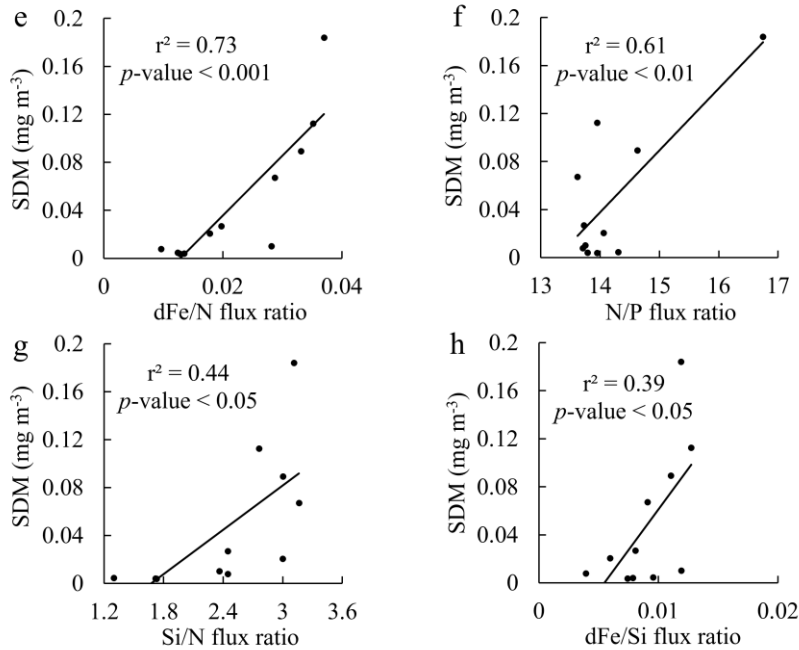 e
r² = 0.73
p-value < 0.001
SDM (mg m⁻³)
0.2
0.16
0.12
0.08
0.04
0
0
0.02
0.04
dFe/N flux ratio
f
r² = 0.61
p-value < 0.01
SDM (mg m⁻³)
0.2
0.16
0.12
0.08
0.04
0
13
14
15
16
17
N/P flux ratio
g
r² = 0.44
p-value < 0.05
SDM (mg m⁻³)
0.2
0.16
0.12
0.08
0.04
0
1.2
1.8
2.4
3
3.6
Si/N flux ratio
h
r² = 0.39
p-value < 0.05
SDM (mg m⁻³)
0.2
0.16
0.12
0.08
0.04
0
0
0.01
0.02
dFe/Si flux ratio